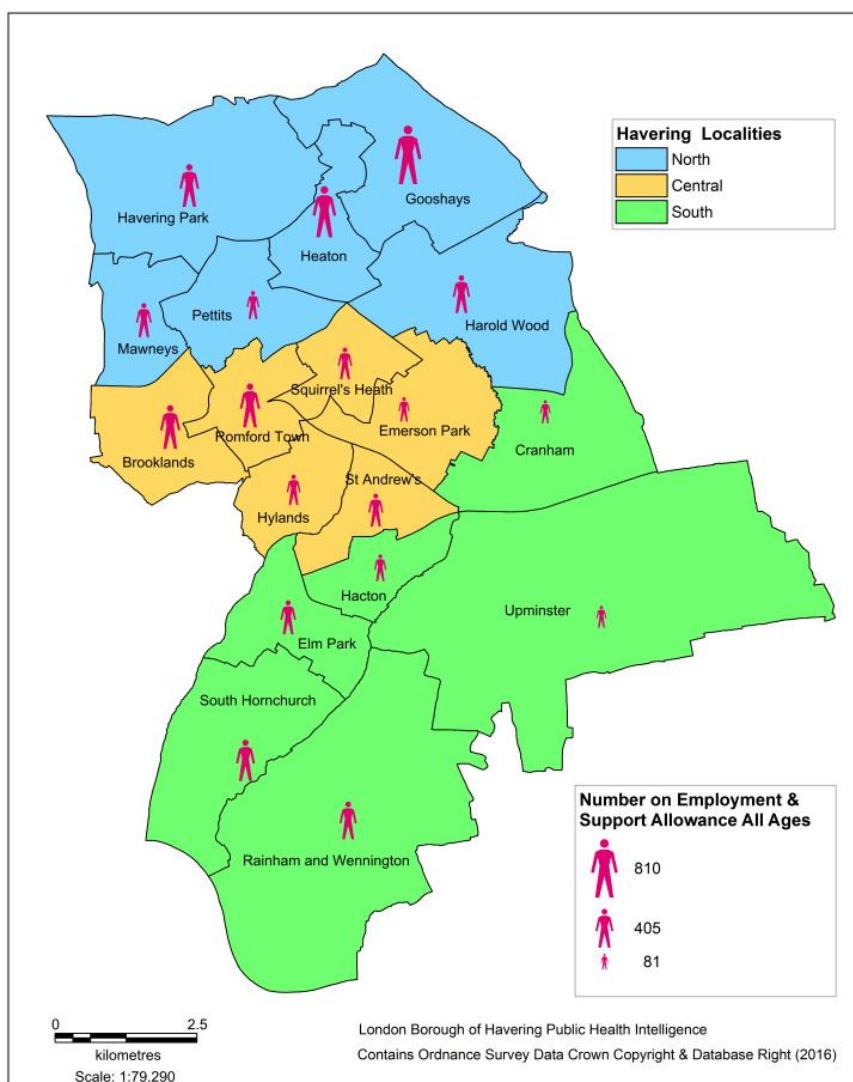 Havering Localities
North
Central
South
Gooshays
Havering Park
Heaton
Harold Wood
Pettits
Mawneys
Squirrel's Heath
Emerson Park
Romford Town
Cranham
Brooklands
St Andrew's
Hylands
Hacton
Upminster
Elm Park
South Hornchurch
Rainham and Wennington
Number on Employment &
Support Allowance All Ages
810
405
81
0 2.5
kilometres
Scale: 1:79,290
London Borough of Havering Public Health Intelligence
Contains Ordnance Survey Data Crown Copyright & Database Right (2016)